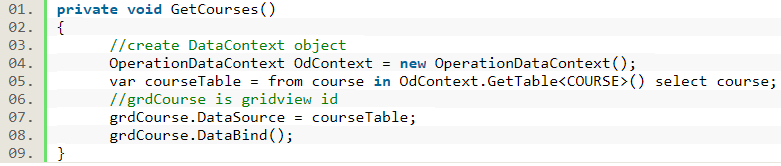 01. private void GetCourses()
02. {
03. //create DataContext object
04. OperationDataContext OdContext = new OperationDataContext();
05. var courseTable = from course in OdContext.GetTable<COURSE>() select course;
06. //grdCourse is gridview id
07. grdCourse.DataSource = courseTable;
08. grdCourse.DataBind();
09. }